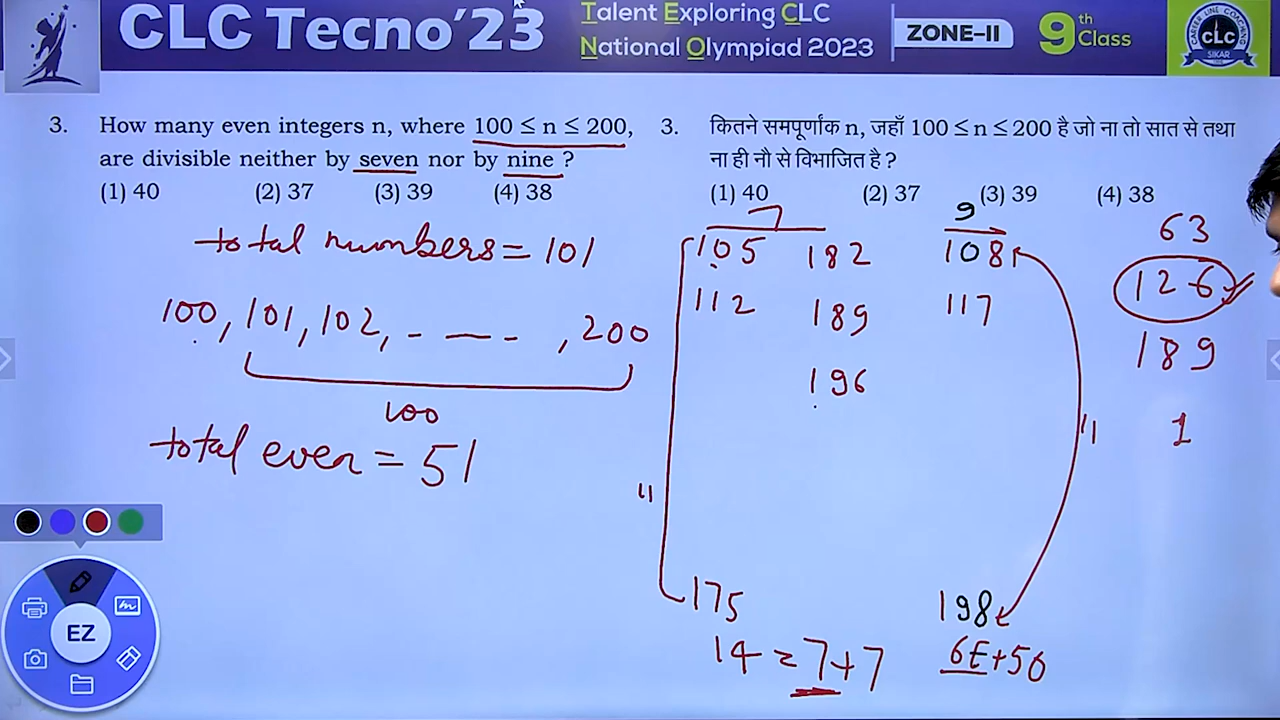 CLC Tecno'23
Talent Exploring CLC
National Olympiad 2023
ZONE-II
9th Class
CAREER LINE COACHING
CLC
SIKAR
3. How many even integers n, where 100 ≤ n ≤ 200,
are divisible neither by seven nor by nine ?
(1) 40 (2) 37 (3) 39 (4) 38
3. कितने समपूर्णांक n, जहाँ 100 ≤ n ≤ 200 है जो ना तो सात से तथा
ना ही नौ से विभाजित है ?
(1) 40 (2) 37 (3) 39 (4) 38
total numbers = 101
100, 101, 102, - — - , 200
100
total even = 51
7
105 182
112 189
196
175
14 = 7+7
9
108
117
198
6E+5O
63
126
189
1
EZ